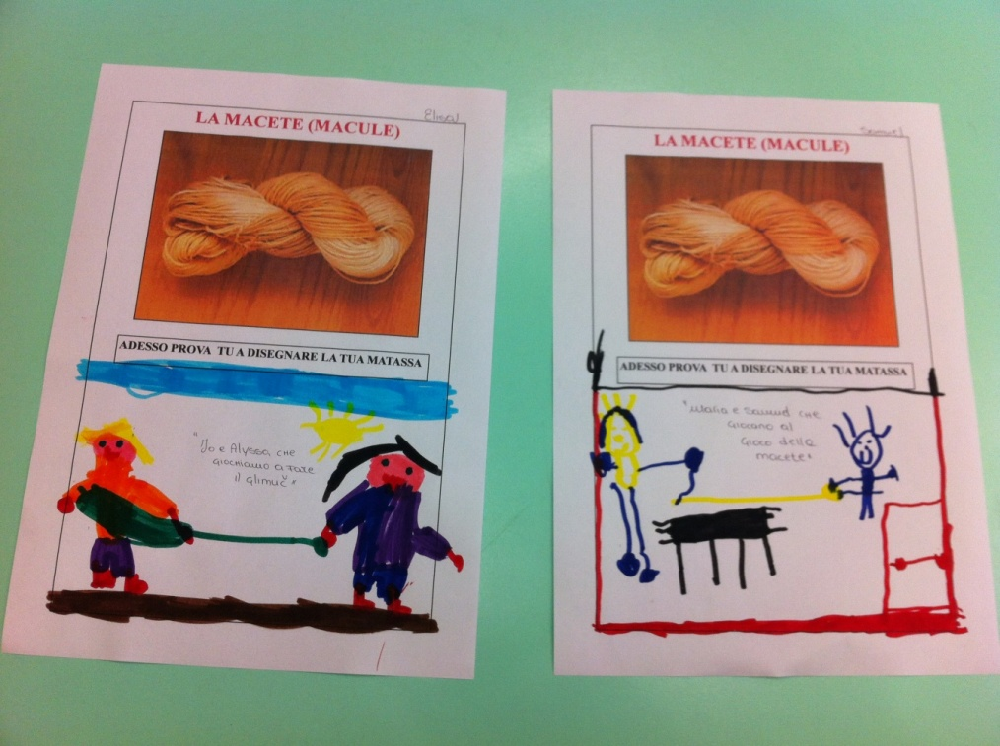 Elisa
LA MACETE (MACULE)
ADESSO PROVA TU A DISEGNARE LA TUA MATASSA
"Io e Alyssa che
giochiamo a fare
il glimuč"
Samuel
LA MACETE (MACULE)
ADESSO PROVA TU A DISEGNARE LA TUA MATASSA
"Maria e Samuel che
giocano al
gioco della
macete"